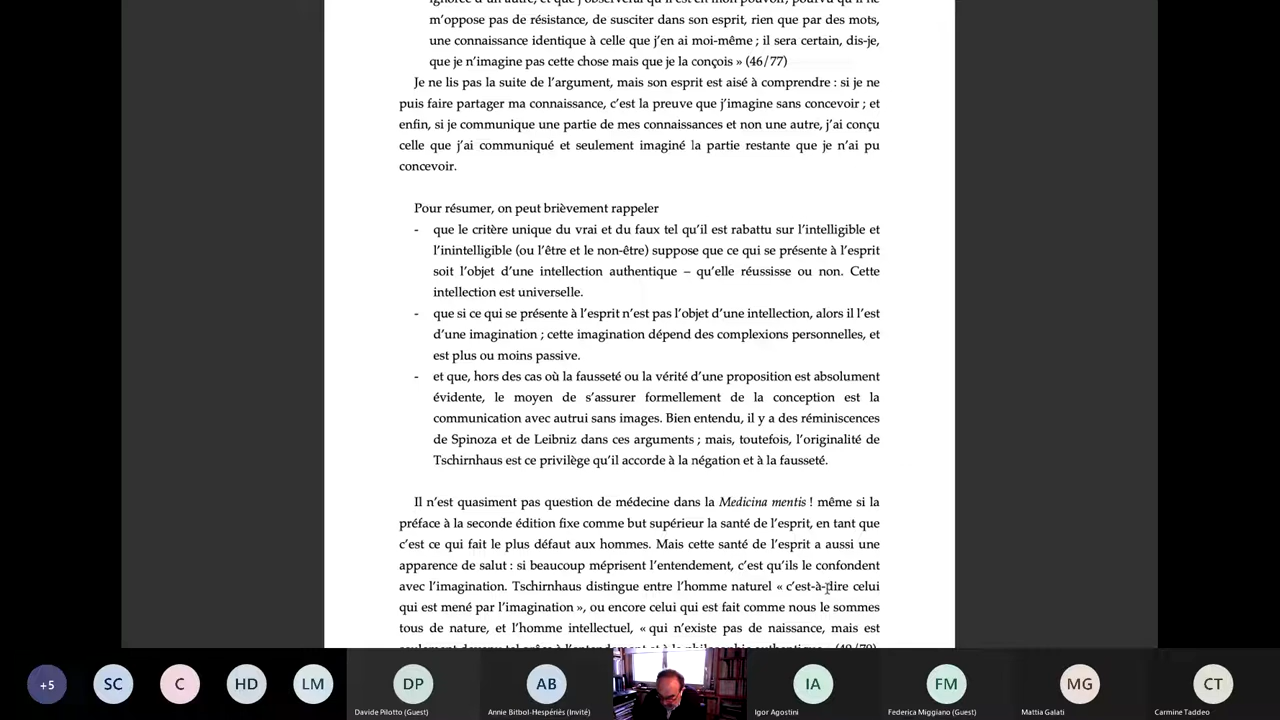 m'oppose pas de résistance, de susciter dans son esprit, rien que par des mots,
une connaissance identique à celle que j'en ai moi-même ; il sera certain, dis-je,
que je n'imagine pas cette chose mais que je la conçois » (46/77)
Je ne lis pas la suite de l'argument, mais son esprit est aisé à comprendre : si je ne
puis faire partager ma connaissance, c'est la preuve que j'imagine sans concevoir ; et
enfin, si je communique une partie de mes connaissances et non une autre, j'ai conçu
celle que j'ai communiqué et seulement imaginé la partie restante que je n'ai pu
concevoir.
Pour résumer, on peut brièvement rappeler
- que le critère unique du vrai et du faux tel qu'il est rabattu sur l'intelligible et
l'inintelligible (ou l'être et le non-être) suppose que ce qui se présente à l'esprit
soit l'objet d'une intellection authentique – qu'elle réussisse ou non. Cette
intellection est universelle.
- que si ce qui se présente à l'esprit n'est pas l'objet d'une intellection, alors il l'est
d'une imagination ; cette imagination dépend des complexions personnelles, et
est plus ou moins passive.
- et que, hors des cas où la fausseté ou la vérité d'une proposition est absolument
évidente, le moyen de s'assurer formellement de la conception est la
communication avec autrui sans images. Bien entendu, il y a des réminiscences
de Spinoza et de Leibniz dans ces arguments ; mais, toutefois, l'originalité de
Tschirnhaus est ce privilège qu'il accorde à la négation et à la fausseté.
Il n'est quasiment pas question de médecine dans la Medicina mentis ! même si la
préface à la seconde édition fixe comme but supérieur la santé de l'esprit, en tant que
c'est ce qui fait le plus défaut aux hommes. Mais cette santé de l'esprit a aussi une
apparence de salut : si beaucoup méprisent l'entendement, c'est qu'ils le confondent
avec l'imagination. Tschirnhaus distingue entre l'homme naturel « c'est-à-dire celui
qui est mené par l'imagination », ou encore celui qui est fait comme nous le sommes
tous de nature, et l'homme intellectuel, « qui n'existe pas de naissance, mais est
+5 SC C HD LM DP AB IA FM MG CT
Davide Pilotto (Guest) Annie Bitbol-Hespériès (Invité) Igor Agostini Federica Miggiano (Guest) Mattia Galati Carmine Taddeo